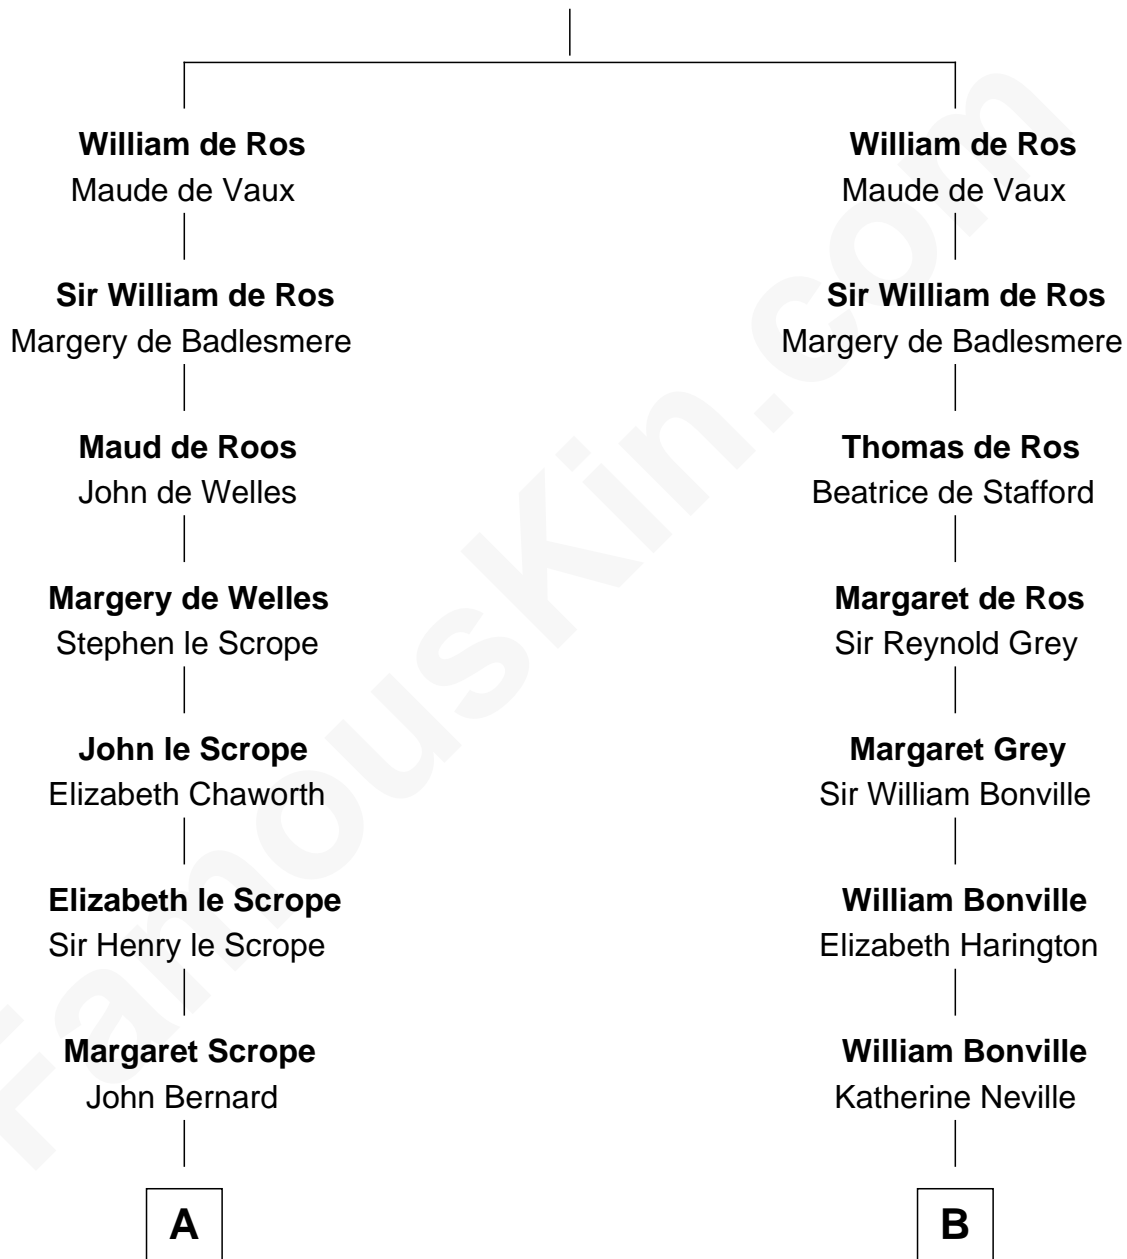 William de Ros
Maude de Vaux
Sir William de Ros
Margery de Badlesmere
Maud de Roos
John de Welles
Margery de Welles
Stephen le Scrope
John le Scrope
Elizabeth Chaworth
Elizabeth le Scrope
Sir Henry le Scrope
Margaret Scrope
John Bernard
A
William de Ros
Maude de Vaux
Sir William de Ros
Margery de Badlesmere
Thomas de Ros
Beatrice de Stafford
Margaret de Ros
Sir Reynold Grey
Margaret Grey
Sir William Bonville
William Bonville
Elizabeth Harington
William Bonville
Katherine Neville
B
FamousKin.com